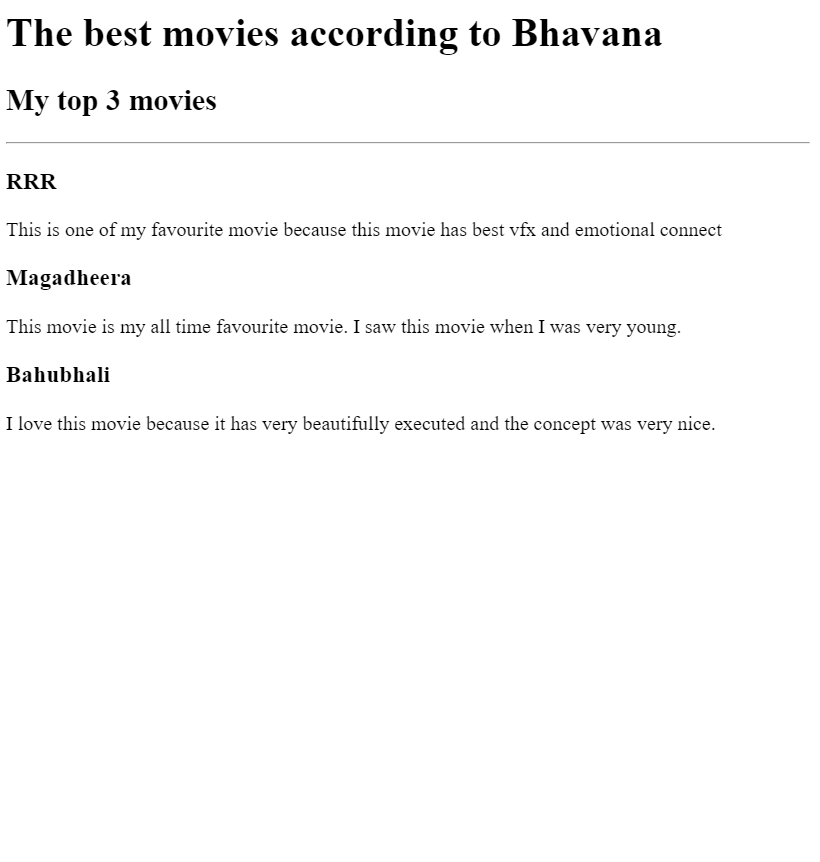 The best movies according to Bhavana
My top 3 movies
RRR
This is one of my favourite movie because this movie has best vfx and emotional connect
Magadheera
This movie is my all time favourite movie. I saw this movie when I was very young.
Bahubhali
I love this movie because it has very beautifully executed and the concept was very nice.